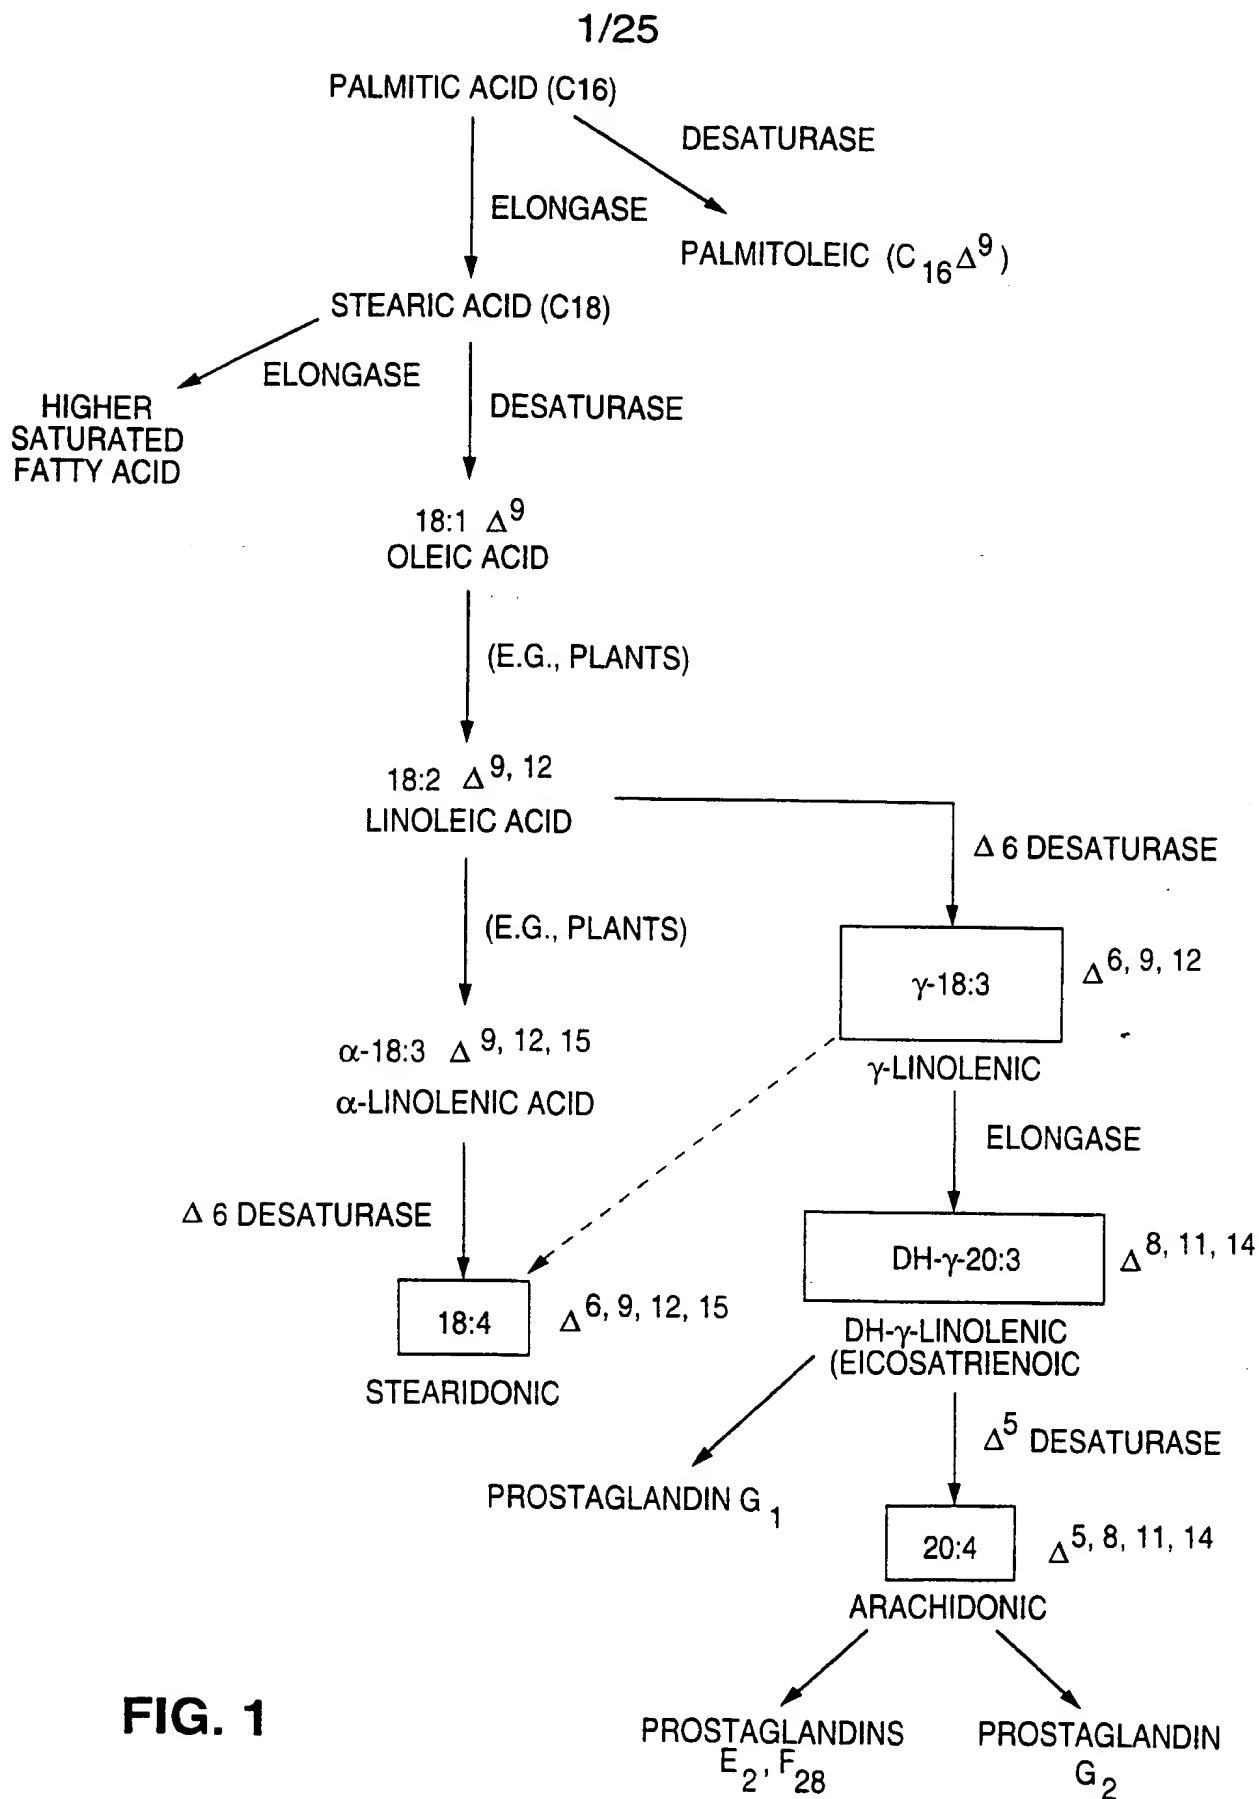 1/25
PALMITIC ACID (C16)
DESATURASE
ELONGASE
PALMITOLEIC (C16Δ9)
STEARIC ACID (C18)
ELONGASE
DESATURASE
HIGHER
SATURATED
FATTY ACID
18:1 Δ9
OLEIC ACID
(E.G., PLANTS)
18:2 Δ9, 12
LINOLEIC ACID
Δ 6 DESATURASE
(E.G., PLANTS)
γ-18:3 Δ6, 9, 12
γ-LINOLENIC
α-18:3 Δ9, 12, 15
α-LINOLENIC ACID
ELONGASE
Δ 6 DESATURASE
DH-γ-20:3 Δ8, 11, 14
DH-γ-LINOLENIC
(EICOSATRIENOIC
18:4 Δ6, 9, 12, 15
STEARIDONIC
Δ5 DESATURASE
PROSTAGLANDIN G1
20:4 Δ5, 8, 11, 14
ARACHIDONIC
PROSTAGLANDINS
E2, F28
PROSTAGLANDIN
G2
FIG. 1